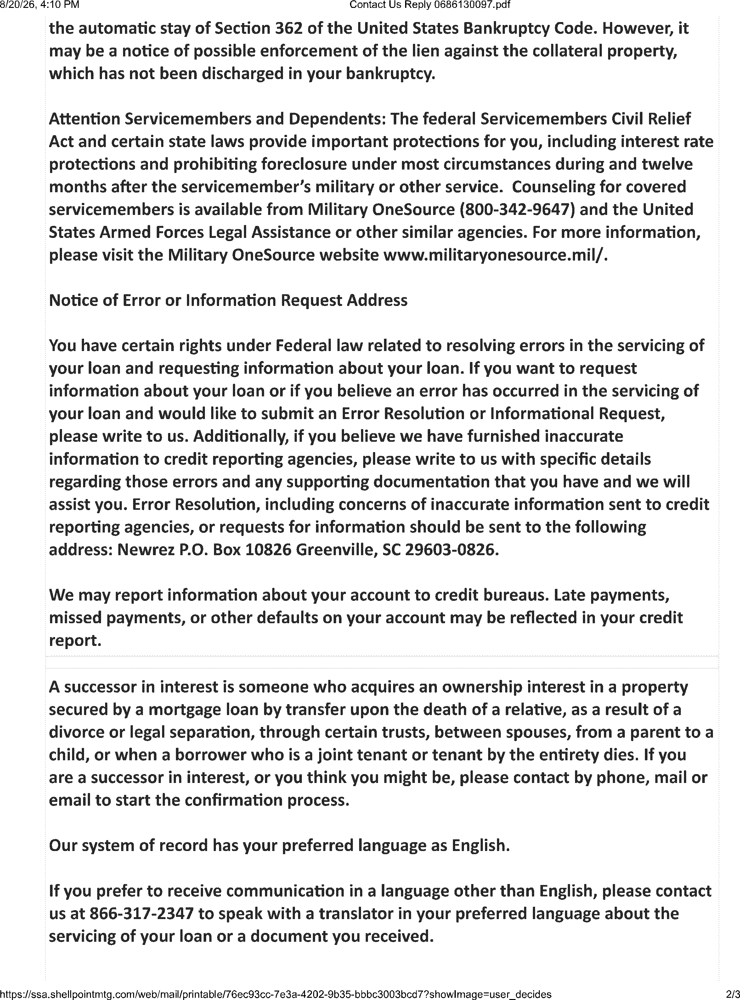 8/20/26, 4:10 PM
Contact Us Reply 0686130097.pdf
the automatic stay of Section 362 of the United States Bankruptcy Code. However, it
may be a notice of possible enforcement of the lien against the collateral property,
which has not been discharged in your bankruptcy.
Attention Servicemembers and Dependents: The federal Servicemembers Civil Relief
Act and certain state laws provide important protections for you, including interest rate
protections and prohibiting foreclosure under most circumstances during and twelve
months after the servicemember's military or other service.  Counseling for covered
servicemembers is available from Military OneSource (800-342-9647) and the United
States Armed Forces Legal Assistance or other similar agencies. For more information,
please visit the Military OneSource website www.militaryonesource.mil/.
Notice of Error or Information Request Address
You have certain rights under Federal law related to resolving errors in the servicing of
your loan and requesting information about your loan. If you want to request
information about your loan or if you believe an error has occurred in the servicing of
your loan and would like to submit an Error Resolution or Informational Request,
please write to us. Additionally, if you believe we have furnished inaccurate
information to credit reporting agencies, please write to us with specific details
regarding those errors and any supporting documentation that you have and we will
assist you. Error Resolution, including concerns of inaccurate information sent to credit
reporting agencies, or requests for information should be sent to the following
address: Newrez P.O. Box 10826 Greenville, SC 29603-0826.
We may report information about your account to credit bureaus. Late payments,
missed payments, or other defaults on your account may be reflected in your credit
report.
A successor in interest is someone who acquires an ownership interest in a property
secured by a mortgage loan by transfer upon the death of a relative, as a result of a
divorce or legal separation, through certain trusts, between spouses, from a parent to a
child, or when a borrower who is a joint tenant or tenant by the entirety dies. If you
are a successor in interest, or you think you might be, please contact by phone, mail or
email to start the confirmation process.
Our system of record has your preferred language as English.
If you prefer to receive communication in a language other than English, please contact
us at 866-317-2347 to speak with a translator in your preferred language about the
servicing of your loan or a document you received.
https://ssa.shellpointmtg.com/web/mail/printable/76ec93cc-7e3a-4202-9b35-bbbc3003bcd7?showImage=user_decides
2/3